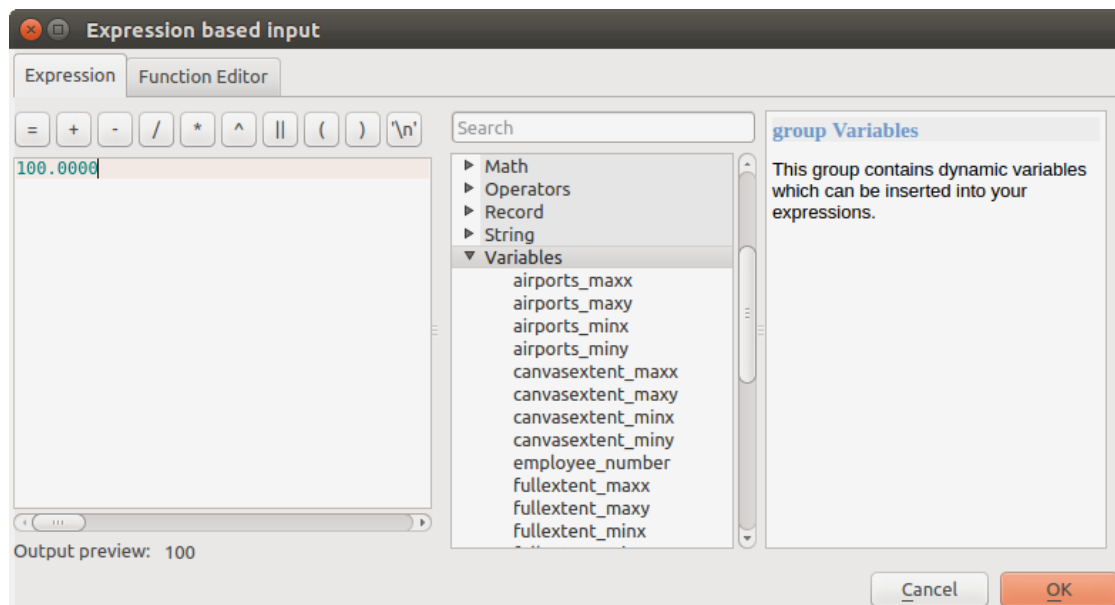 Expression based input
Expression
Function Editor
= + - / * ^ || ( ) '\n'
100.0000
Output preview: 100
Search
Math
Operators
Record
String
Variables
airports_maxx
airports_maxy
airports_minx
airports_miny
canvasextent_maxx
canvasextent_maxy
canvasextent_minx
canvasextent_miny
employee_number
fullextent_maxx
fullextent_maxy
fullextent_minx
group Variables
This group contains dynamic variables
which can be inserted into your
expressions.
Cancel
OK